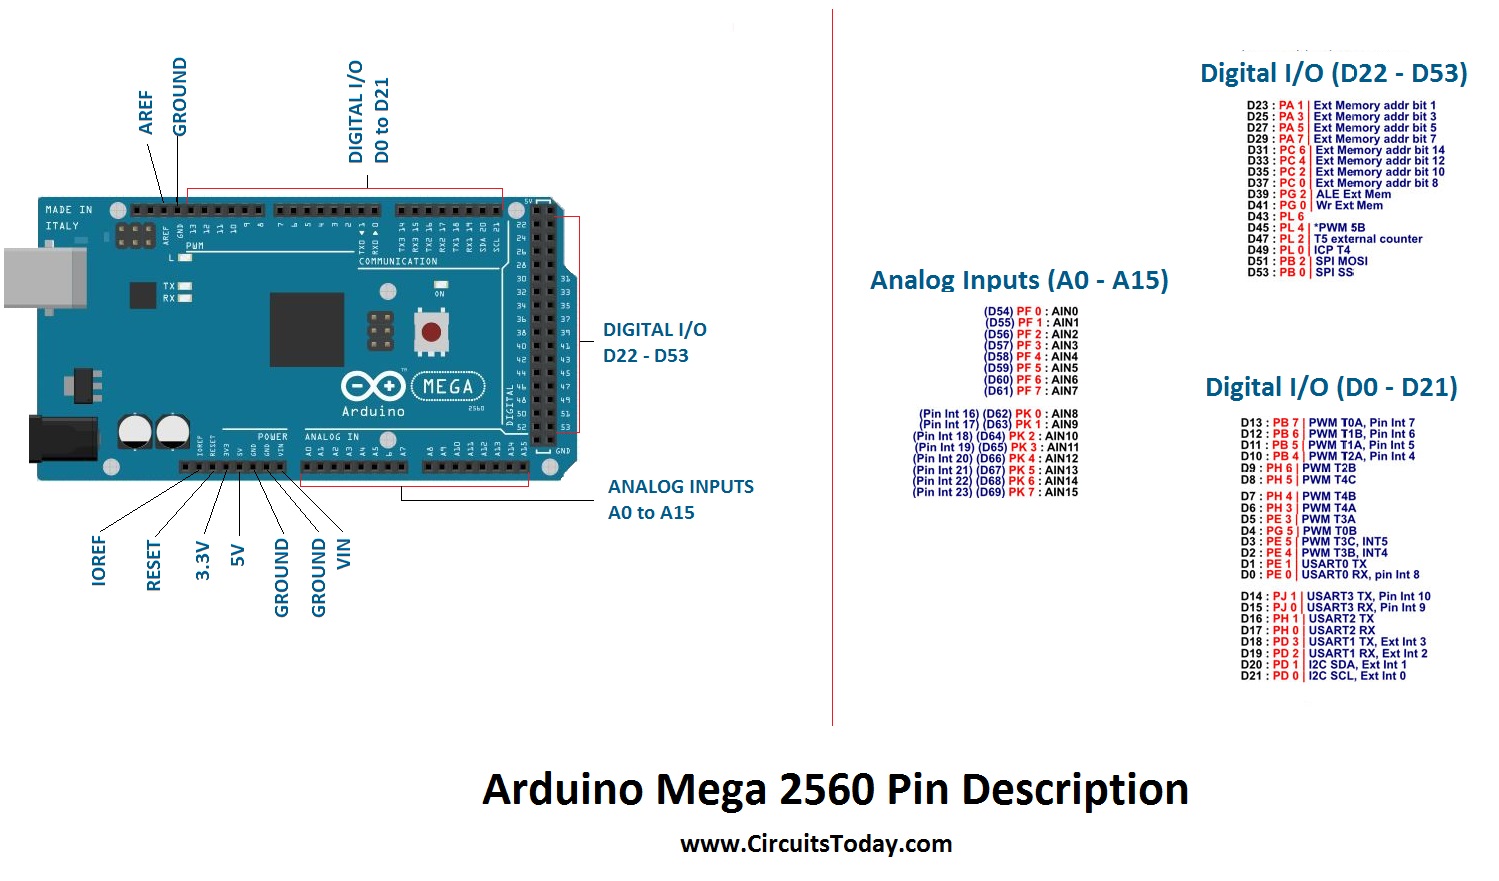 AREF
GROUND
DIGITAL I/O
D0 to D21
MADE IN
ITALY
AREF
GND
13
12
11
10
9
8
7
6
5
4
3
2
TX0 ◄ 1
RX0 ► 0
TX3 14
RX3 15
TX2 16
RX2 17
TX1 18
RX1 19
SDA 20
SCL 21
PWM
COMMUNICATION
L
TX
RX
ON
5V
22
24
26
28
30
32
34
36
38
40
42
44
46
48
50
52
31
33
35
37
39
41
43
45
47
49
51
53
GND
DIGITAL
DIGITAL I/O
D22 - D53
™
MEGA
2560
Arduino
POWER
ANALOG IN
IOREF
RESET
3V3
5V
GND
GND
VIN
A0
A1
A2
A3
A4
A5
6
A7
A8
A9
A10
A11
A12
A13
A14
A15
ANALOG INPUTS
A0 to A15
IOREF
RESET
3.3V
5V
GROUND
GROUND
VIN
Analog Inputs (A0 - A15)
(D54) PF 0 : AIN0
(D55) PF 1 : AIN1
(D56) PF 2 : AIN2
(D57) PF 3 : AIN3
(D58) PF 4 : AIN4
(D59) PF 5 : AIN5
(D60) PF 6 : AIN6
(D61) PF 7 : AIN7
(Pin Int 16) (D62) PK 0 : AIN8
(Pin Int 17) (D63) PK 1 : AIN9
(Pin Int 18) (D64) PK 2 : AIN10
(Pin Int 19) (D65) PK 3 : AIN11
(Pin Int 20) (D66) PK 4 : AIN12
(Pin Int 21) (D67) PK 5 : AIN13
(Pin Int 22) (D68) PK 6 : AIN14
(Pin Int 23) (D69) PK 7 : AIN15
Digital I/O (D22 - D53)
D23 : PA 1 | Ext Memory addr bit 1
D25 : PA 3 | Ext Memory addr bit 3
D27 : PA 5 | Ext Memory addr bit 5
D29 : PA 7 | Ext Memory addr bit 7
D31 : PC 6 | Ext Memory addr bit 14
D33 : PC 4 | Ext Memory addr bit 12
D35 : PC 2 | Ext Memory addr bit 10
D37 : PC 0 | Ext Memory addr bit 8
D39 : PG 2 | ALE Ext Mem
D41 : PG 0 | Wr Ext Mem
D43 : PL 6
D45 : PL 4 | *PWM 5B
D47 : PL 2 | T5 external counter
D49 : PL 0 | ICP T4
D51 : PB 2 | SPI MOSI
D53 : PB 0 | SPI SS
Digital I/O (D0 - D21)
D13 : PB 7 | PWM T0A, Pin Int 7
D12 : PB 6 | PWM T1B, Pin Int 6
D11 : PB 5 | PWM T1A, Pin Int 5
D10 : PB 4 | PWM T2A, Pin Int 4
D9 : PH 6 | PWM T2B
D8 : PH 5 | PWM T4C
D7 : PH 4 | PWM T4B
D6 : PH 3 | PWM T4A
D5 : PE 3 | PWM T3A
D4 : PG 5 | PWM T0B
D3 : PE 5 | PWM T3C, INT5
D2 : PE 4 | PWM T3B, INT4
D1 : PE 1 | USART0 TX
D0 : PE 0 | USART0 RX, pin Int 8
D14 : PJ 1 | USART3 TX, Pin Int 10
D15 : PJ 0 | USART3 RX, Pin Int 9
D16 : PH 1 | USART2 TX
D17 : PH 0 | USART2 RX
D18 : PD 3 | USART1 TX, Ext Int 3
D19 : PD 2 | USART1 RX, Ext Int 2
D20 : PD 1 | I2C SDA, Ext Int 1
D21 : PD 0 | I2C SCL, Ext Int 0
Arduino Mega 2560 Pin Description
www.CircuitsToday.com